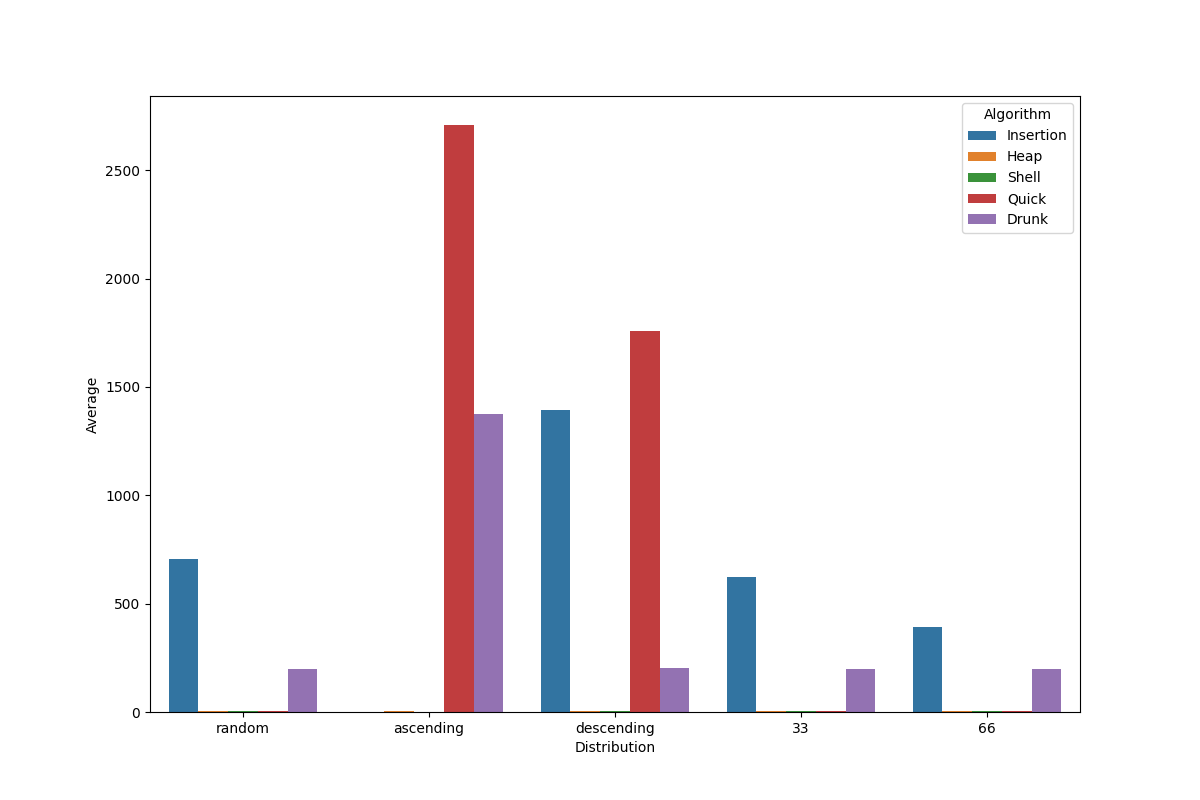 Algorithm
Insertion
Heap
Shell
Quick
Drunk
2500
2000
1500
1000
500
0
Average
random ascending descending 33 66
Distribution